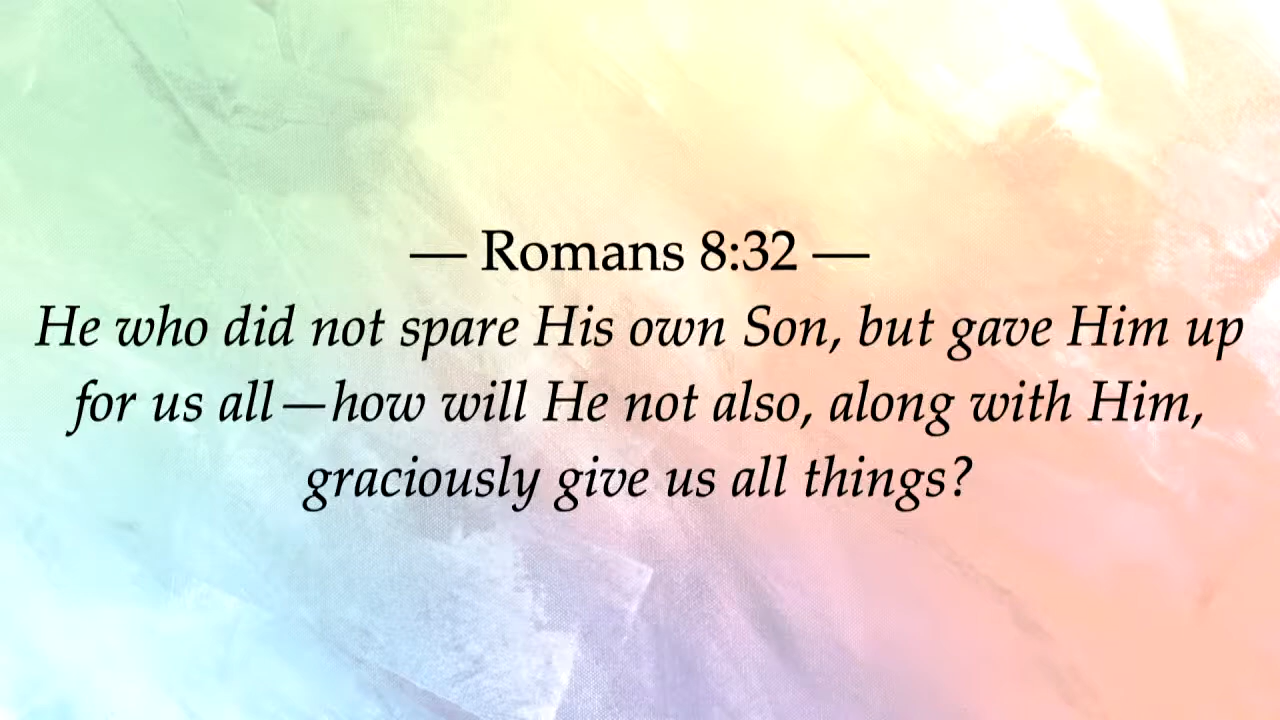 — Romans 8:32 —
He who did not spare His own Son, but gave Him up
for us all—how will He not also, along with Him,
graciously give us all things?